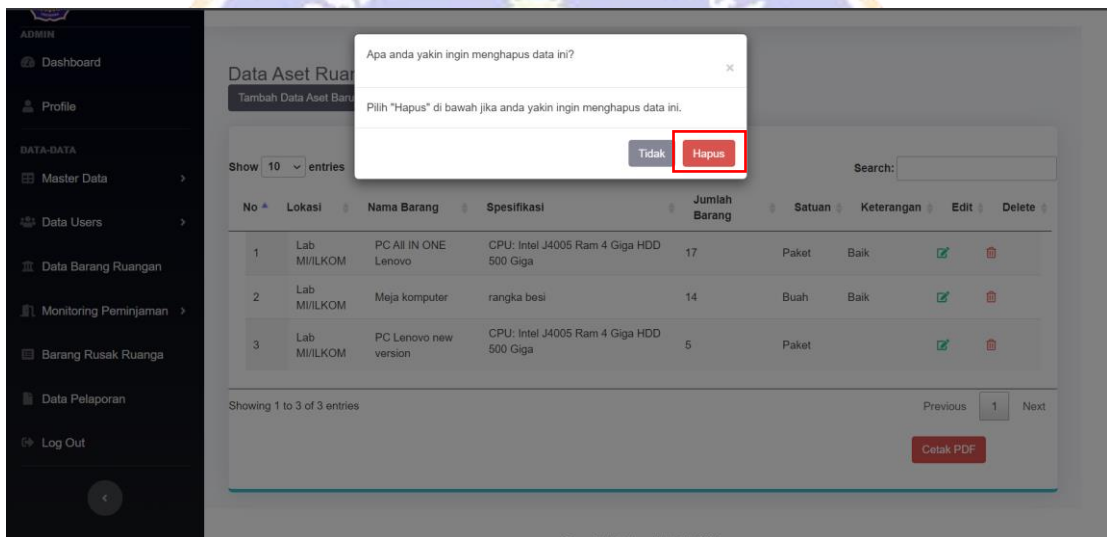 ADMIN
Dashboard
Profile
DATA-DATA
Master Data
Data Users
Data Barang Ruangan
Monitoring Peminjaman
Barang Rusak Ruanga
Data Pelaporan
Log Out
Apa anda yakin ingin menghapus data ini?
×
Pilih "Hapus" di bawah jika anda yakin ingin menghapus data ini.
Tidak Hapus
Data Aset Ruan
Tambah Data Aset Baru
Show 10 entries
Search:
No Lokasi Nama Barang Spesifikasi Jumlah Barang Satuan Keterangan Edit Delete
1 Lab MI/ILKOM PC All IN ONE Lenovo CPU: Intel J4005 Ram 4 Giga HDD 500 Giga 17 Paket Baik
2 Lab MI/ILKOM Meja komputer rangka besi 14 Buah Baik
3 Lab MI/ILKOM PC Lenovo new version CPU: Intel J4005 Ram 4 Giga HDD 500 Giga 5 Paket
Showing 1 to 3 of 3 entries
Previous 1 Next
Cetak PDF